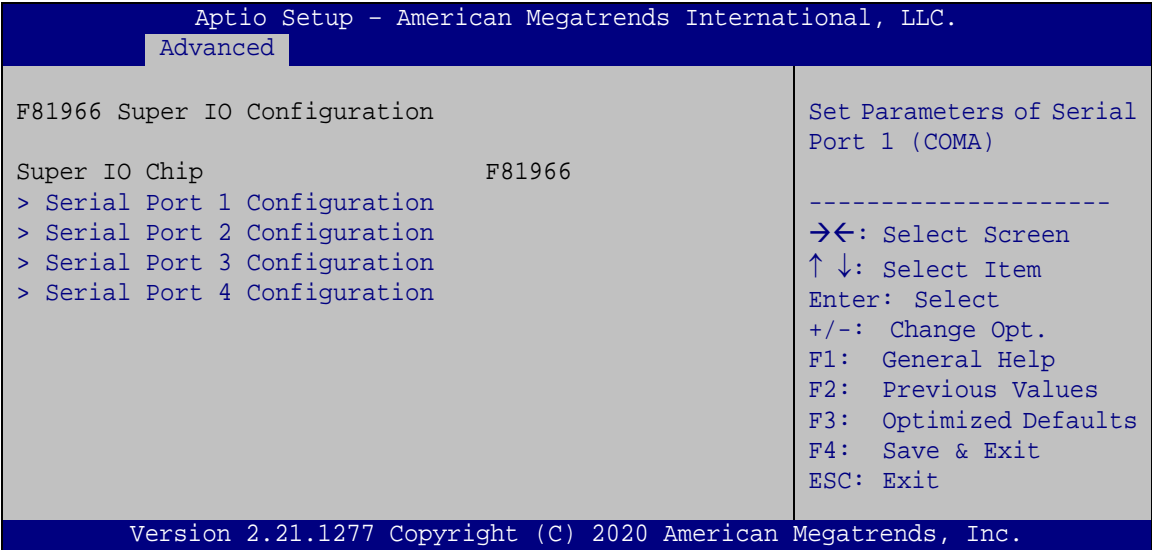 Aptio Setup – American Megatrends International, LLC.
Advanced
F81966 Super IO Configuration
Super IO Chip F81966
> Serial Port 1 Configuration
> Serial Port 2 Configuration
> Serial Port 3 Configuration
> Serial Port 4 Configuration
Set Parameters of Serial
Port 1 (COMA)
---------------------
→←: Select Screen
↑ ↓: Select Item
Enter: Select
+/-: Change Opt.
F1: General Help
F2: Previous Values
F3: Optimized Defaults
F4: Save & Exit
ESC: Exit
Version 2.21.1277 Copyright (C) 2020 American Megatrends, Inc.